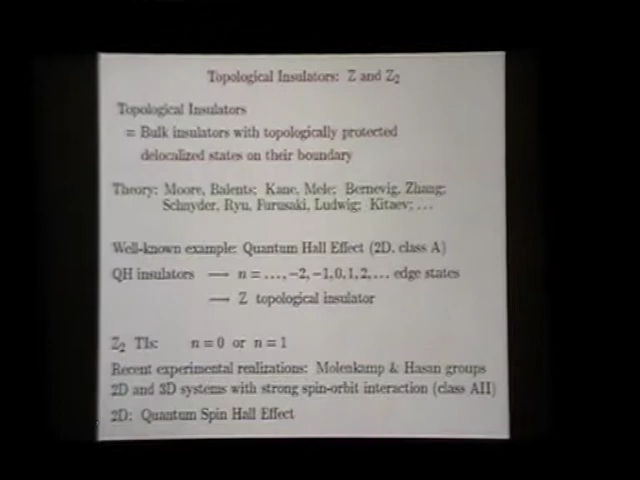 Topological Insulators: Z and Z₂
Topological Insulators
= Bulk insulators with topologically protected
delocalized states on their boundary
Theory: Moore, Balents; Kane, Mele; Bernevig, Zhang;
Schnyder, Ryu, Furusaki, Ludwig; Kitaev; ...
Well-known example: Quantum Hall Effect (2D, class A)
QH insulators ⟶ n = ..., −2, −1, 0, 1, 2, ... edge states
⟶ Z topological insulator
Z₂ TIs: n = 0 or n = 1
Recent experimental realizations: Molenkamp & Hasan groups
2D and 3D systems with strong spin-orbit interaction (class AII)
2D: Quantum Spin Hall Effect